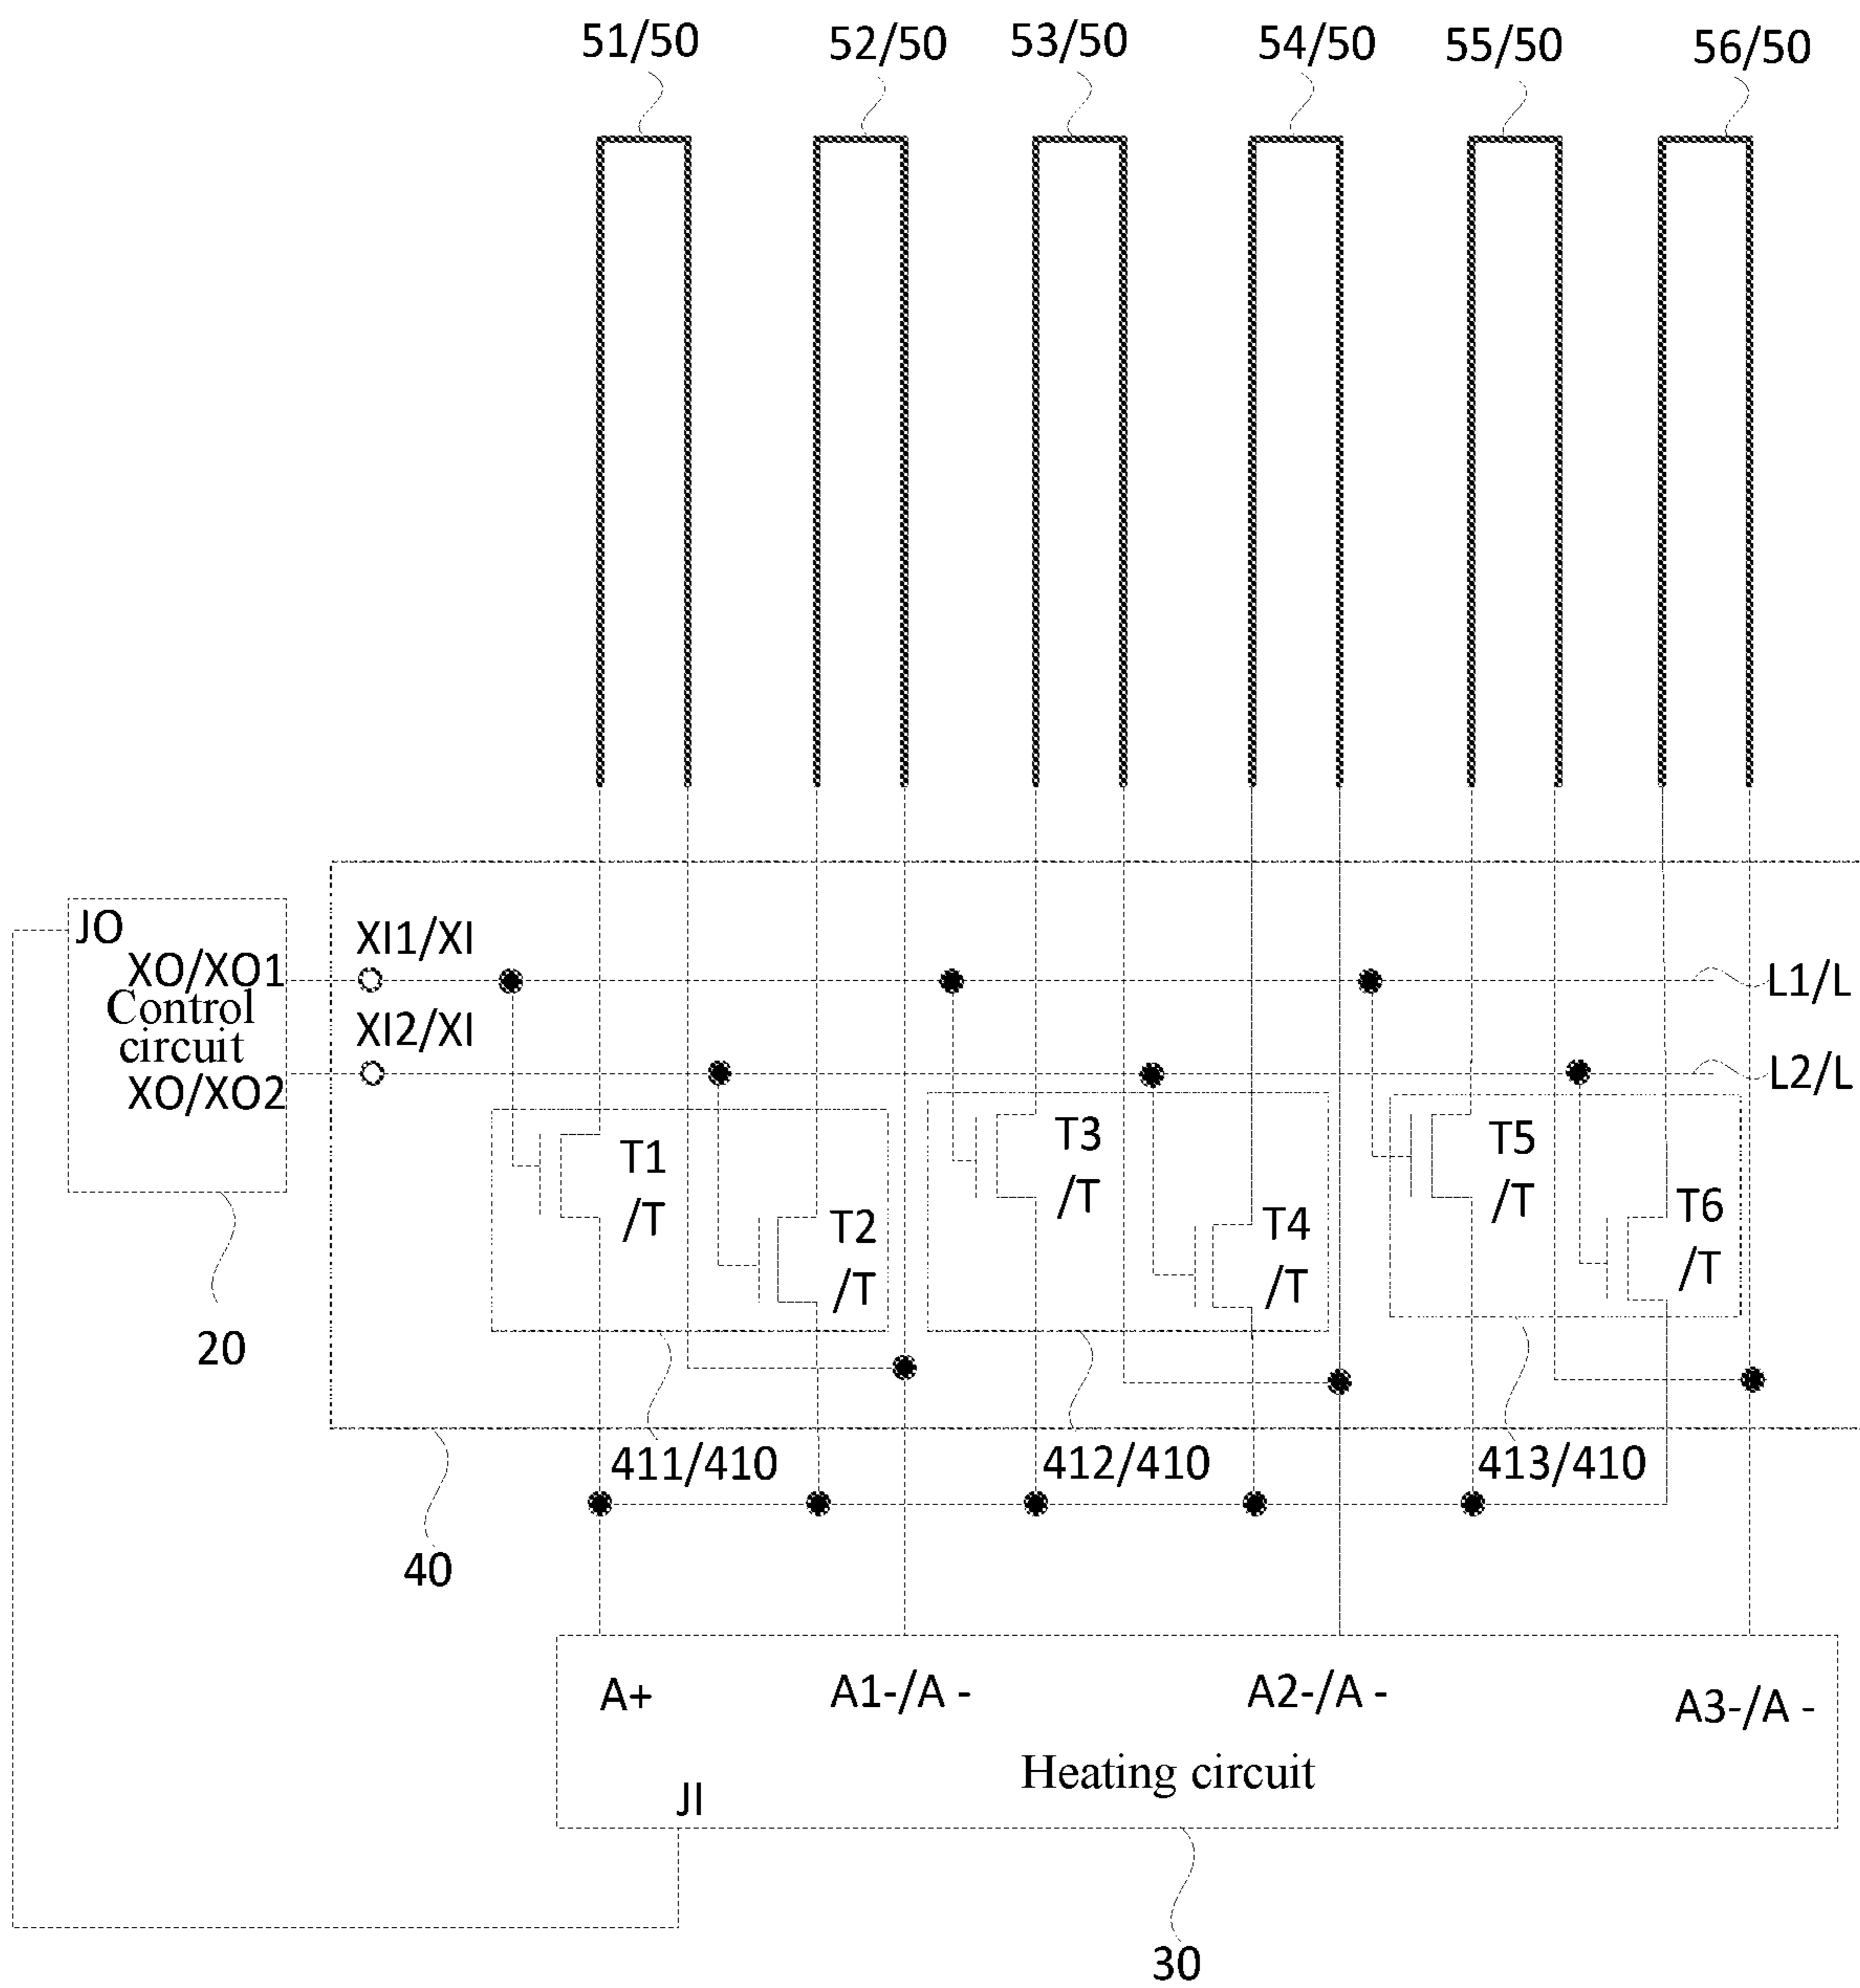 51/50 52/50 53/50 54/50 55/50 56/50
JO
XO/XO1
Control
circuit
XO/XO2
XI1/XI
XI2/XI
L1/L
L2/L
T1
/T
T2
/T
T3
/T
T4
/T
T5
/T
T6
/T
20
411/410 412/410 413/410
40
A+ A1-/A - A2-/A - A3-/A -
Heating circuit
JI
30